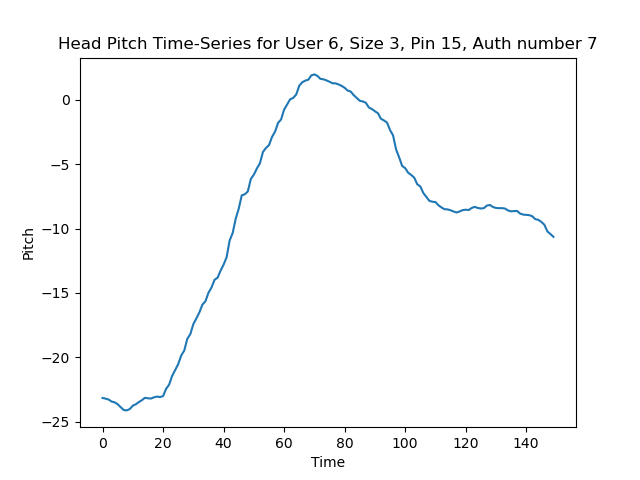 Head Pitch Time-Series for User 6, Size 3, Pin 15, Auth number 7
0
−5
−10
−15
−20
−25
Pitch
0 20 40 60 80 100 120 140
Time